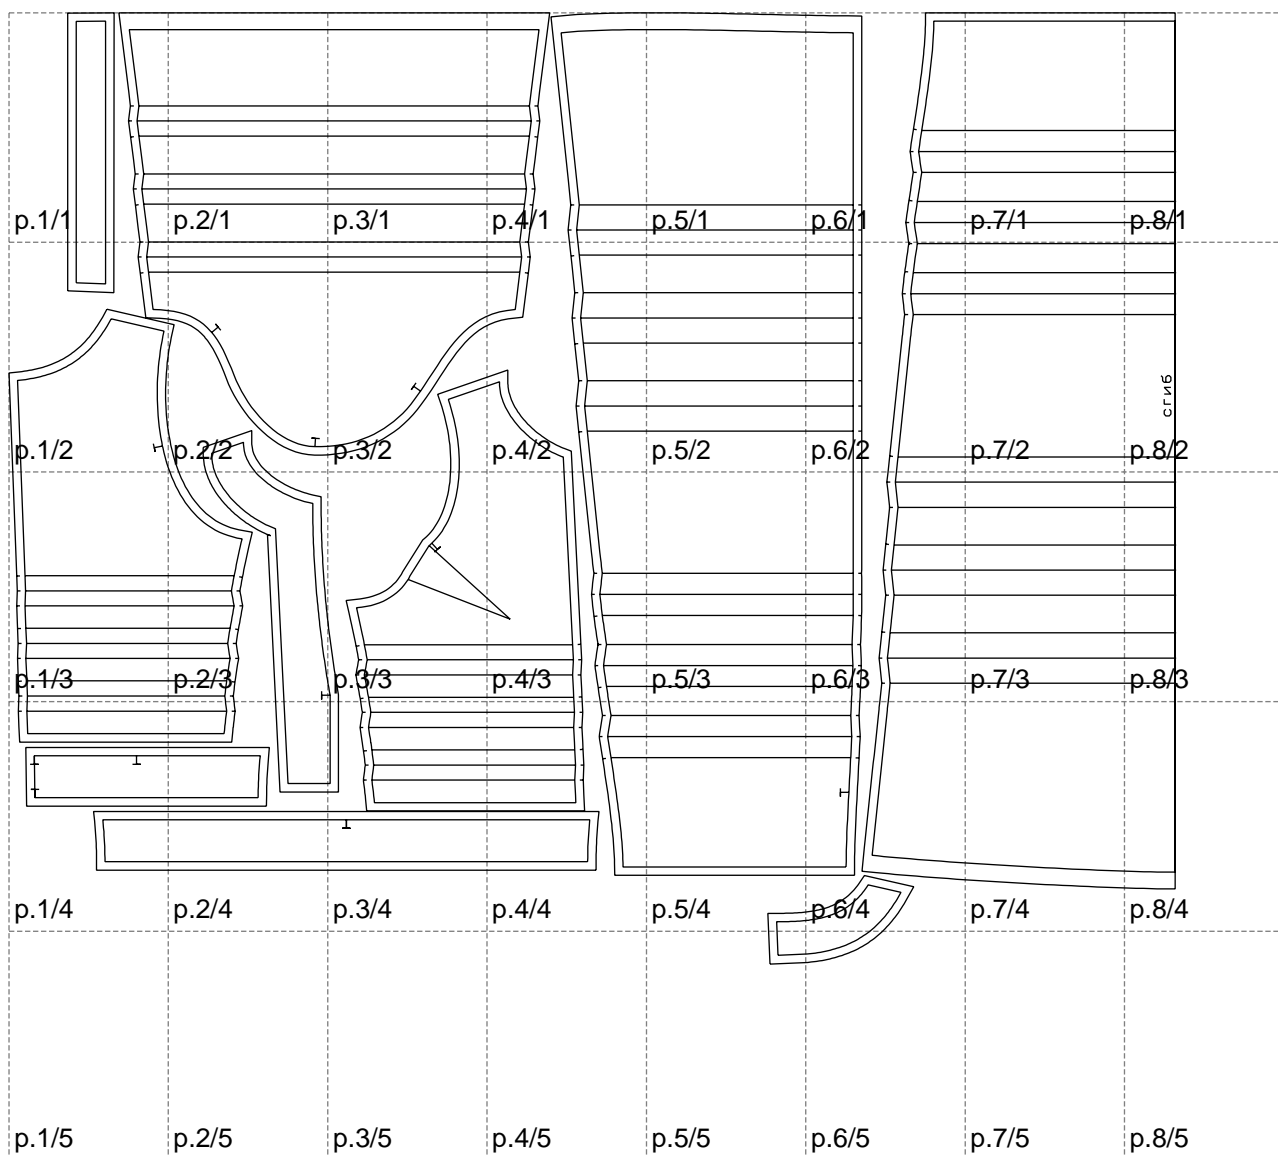 p.1/1 p.2/1 p.3/1 p.4/1 p.5/1 p.6/1 p.7/1 p.8/1
сгиб
p.1/2 p.2/2 p.3/2 p.4/2 p.5/2 p.6/2 p.7/2 p.8/2
p.1/3 p.2/3 p.3/3 p.4/3 p.5/3 p.6/3 p.7/3 p.8/3
p.1/4 p.2/4 p.3/4 p.4/4 p.5/4 p.6/4 p.7/4 p.8/4
p.1/5 p.2/5 p.3/5 p.4/5 p.5/5 p.6/5 p.7/5 p.8/5